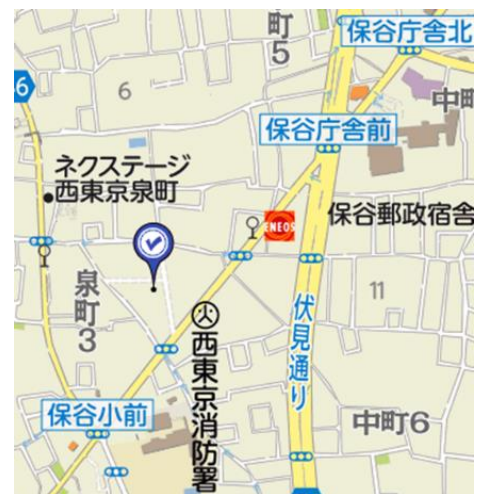 町
5
保谷庁舎北
6
6
中町
保谷庁舎前
ネクステージ
西東京泉町
ENEOS
保谷郵政宿舎
泉町3
火
西東京消防署
伏見通り
11
保谷小前
中町6